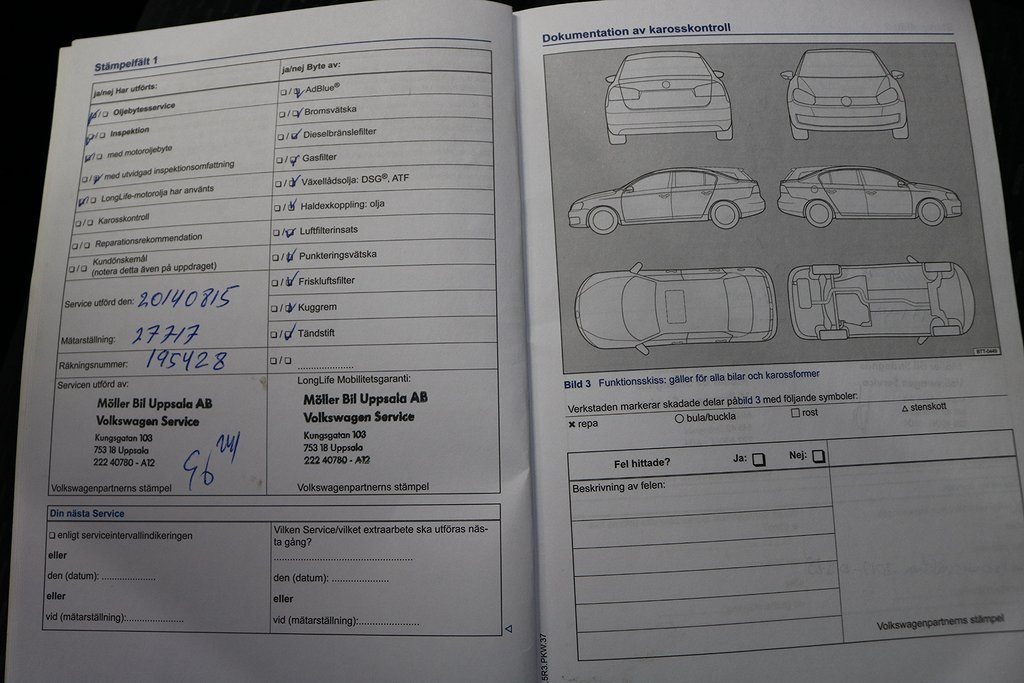 Stämpelfält 1
ja/nej Har utförts:
Oljebytesservice
Inspektion
med motoroljebyte
med utvidgad inspektionsomfattning
LongLife-motorolja har använts
Karosskontroll
Reparationsrekommendation
Kundönskemål
(notera detta även på uppdraget)
Service utförd den: 20140815
Mätarställning: 27717
Räkningsnummer: 195428
ja/nej Byte av:
AdBlue®
Bromsvätska
Dieselbränslefilter
Gasfilter
Växellådsolja: DSG®, ATF
Haldexkoppling: olja
Luftfilterinsats
Punkteringsvätska
Friskluftsfilter
Kuggrem
Tändstift
Servicen utförd av:
Möller Bil Uppsala AB
Volkswagen Service
Kungsgatan 103
753 18 Uppsala
222 40780 - A12
Volkswagenpartnerns stämpel
LongLife Mobilitetsgaranti:
Möller Bil Uppsala AB
Volkswagen Service
Kungsgatan 103
753 18 Uppsala
222 40780 - A12
Volkswagenpartnerns stämpel
Din nästa Service
enligt serviceintervallindikeringen
eller
den (datum): ....................
eller
vid (mätarställning):....................
Vilken Service/vilket extraarbete ska utföras näs-
ta gång?
den (datum): ....................
eller
vid (mätarställning):....................
5R3.PKW.37
Dokumentation av karosskontroll
B7T-0449
Bild 3 Funktionsskiss: gäller för alla bilar och karossformer
Verkstaden markerar skadade delar påbild 3 med följande symboler:
× repa ○ bula/buckla □ rost △ stenskott
Fel hittade? Ja: □ Nej: □
Beskrivning av felen:
Volkswagenpartnerns stämpel